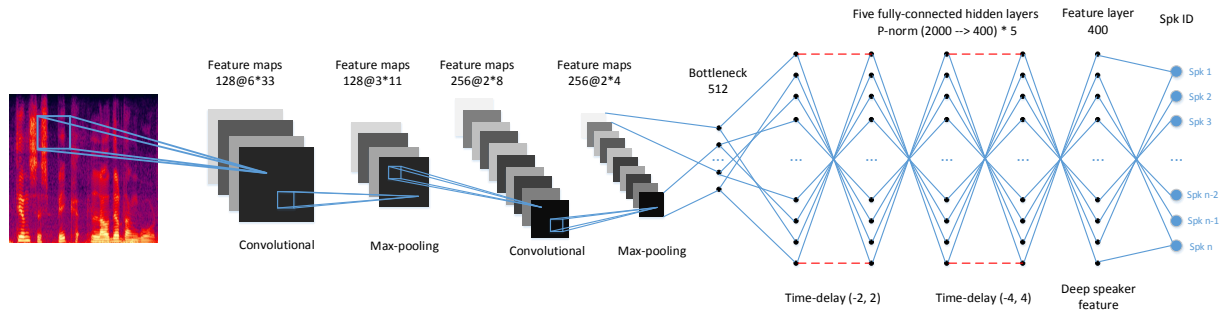 Feature maps
128@6*33
Feature maps
128@3*11
Feature maps
256@2*8
Feature maps
256@2*4
Bottleneck
512
Five fully-connected hidden layers
P-norm (2000 --> 400) * 5
Feature layer
400
Spk ID
Spk 1
Spk 2
Spk 3
...
Spk n-2
Spk n-1
Spk n
...
...
...
...
...
...
Convolutional
Max-pooling
Convolutional
Max-pooling
Time-delay (-2, 2)
Time-delay (-4, 4)
Deep speaker
feature